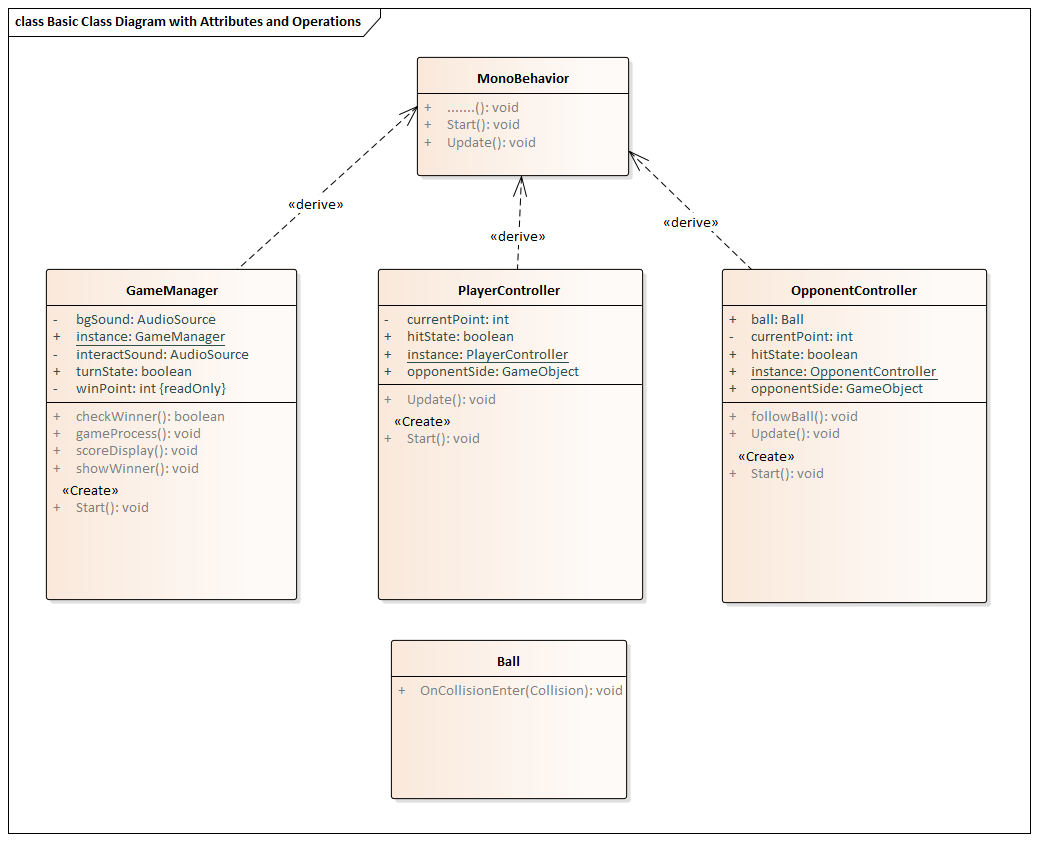 class Basic Class Diagram with Attributes and Operations
MonoBehavior
+ .......(): void
+ Start(): void
+ Update(): void
«derive»
«derive»
«derive»
GameManager
- bgSound: AudioSource
+ instance: GameManager
- interactSound: AudioSource
+ turnState: boolean
- winPoint: int {readOnly}
+ checkWinner(): boolean
+ gameProcess(): void
+ scoreDisplay(): void
+ showWinner(): void
«Create»
+ Start(): void
PlayerController
- currentPoint: int
+ hitState: boolean
+ instance: PlayerController
+ opponentSide: GameObject
+ Update(): void
«Create»
+ Start(): void
OpponentController
+ ball: Ball
- currentPoint: int
+ hitState: boolean
+ instance: OpponentController
+ opponentSide: GameObject
+ followBall(): void
+ Update(): void
«Create»
+ Start(): void
Ball
+ OnCollisionEnter(Collision): void